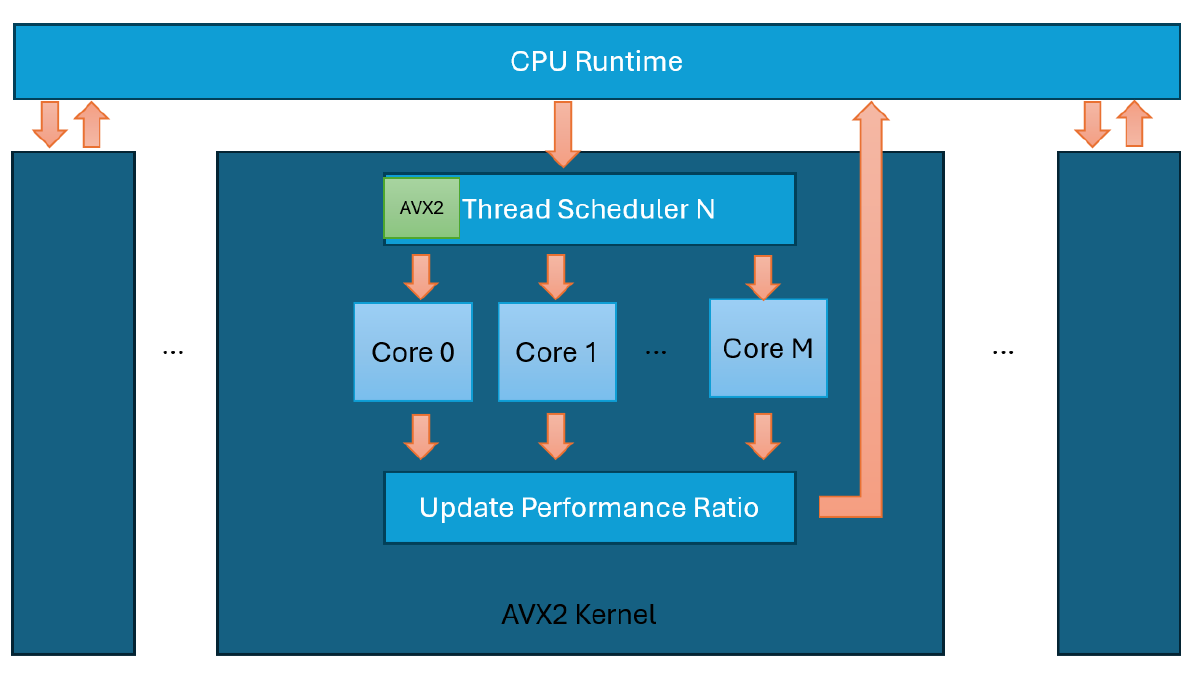 CPU Runtime
AVX2
Thread Scheduler N
Core 0
Core 1
...
Core M
...
...
Update Performance Ratio
AVX2 Kernel